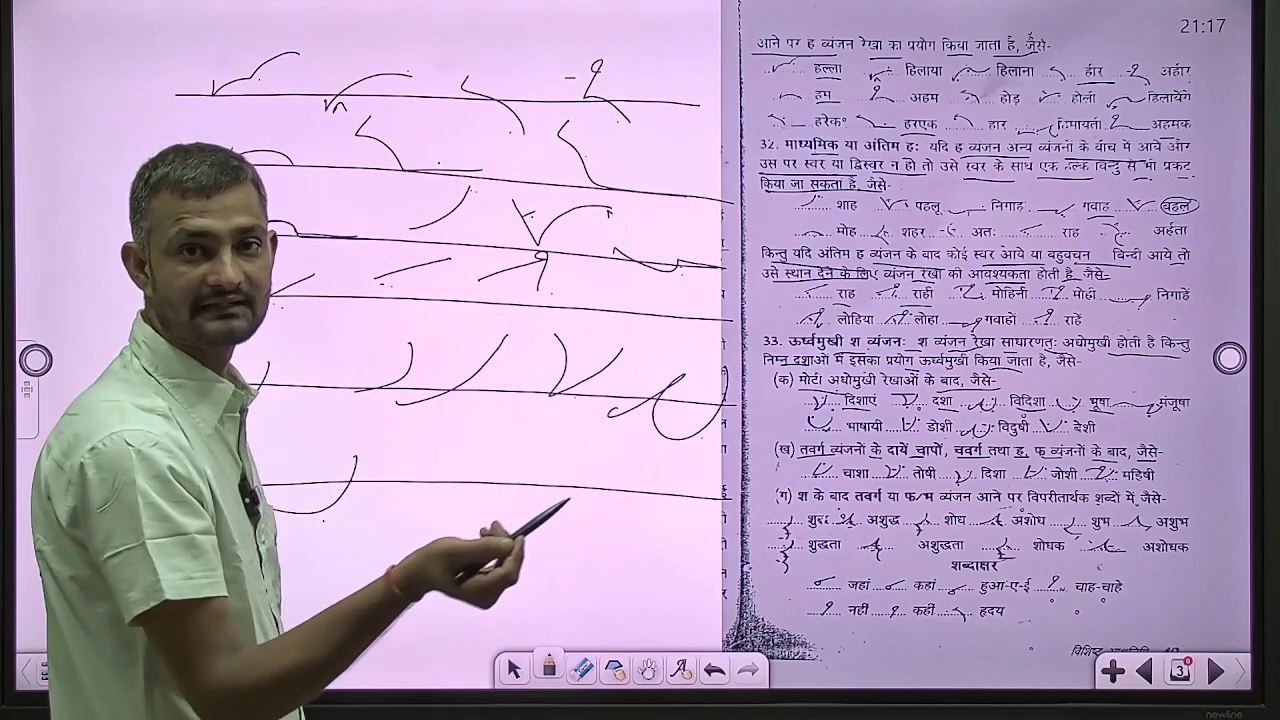 21:17
आने पर ह व्यंजन रेखा का प्रयोग किया जाता है, जैसे-
हल्ला हिलाया हिलाना हार अहीर
हम अहम होड़ होली हिलायेंगे
हरेक हरएक हार हिमायती अहमक
32. माध्यमिक या अंतिम हः यदि ह व्यंजन अन्य व्यंजनों के बीच में आये और
उस पर स्वर या द्विस्वर न हो तो उसे स्वर के साथ एक हल्के बिन्दु से भी प्रकट
किया जा सकता है, जैसे-
शाह पहलू निगाह गवाह बहल
मोह शहर अतः राह अर्हता
किन्तु यदि अंतिम ह व्यंजन के बाद कोई स्वर आये या बहुवचन बिन्दी आये तो
उसे स्थान देने के लिए व्यंजन रेखा की आवश्यकता होती है, जैसे-
राह राही मोहिनी मोही निगाहें
लोहिया लोहा गवाहों राहें
33. ऊर्ध्वमुखी श व्यंजनः श व्यंजन रेखा साधारणतः अधोमुखी होती है किन्तु
निम्न दशाओं में इसका प्रयोग ऊर्ध्वमुखी किया जाता है, जैसे-
(क) मोटी अधोमुखी रेखाओं के बाद, जैसे-
दिशाएं दशा विदिशा भूषा मंजूषा
भाषायी डोशी विदुषी बेशी
(ख) तवर्ग व्यंजनों के दायें चापों, चवर्ग तथा ह, फ व्यंजनों के बाद, जैसे-
चाशा तोषी दिशा जोशी महिषी
(ग) श के बाद तवर्ग या फ/भ व्यंजन आने पर विपरीतार्थक शब्दों में, जैसे-
शुद्ध अशुद्ध शोध अशोध शुभ अशुभ
शुद्धता अशुद्धता शोधक अशोधक
शब्दाक्षर
जहां कहां हुआ-ए-ई चाह-चाहे
नहीं कहीं हृदय
विशिष्ट
3
newline